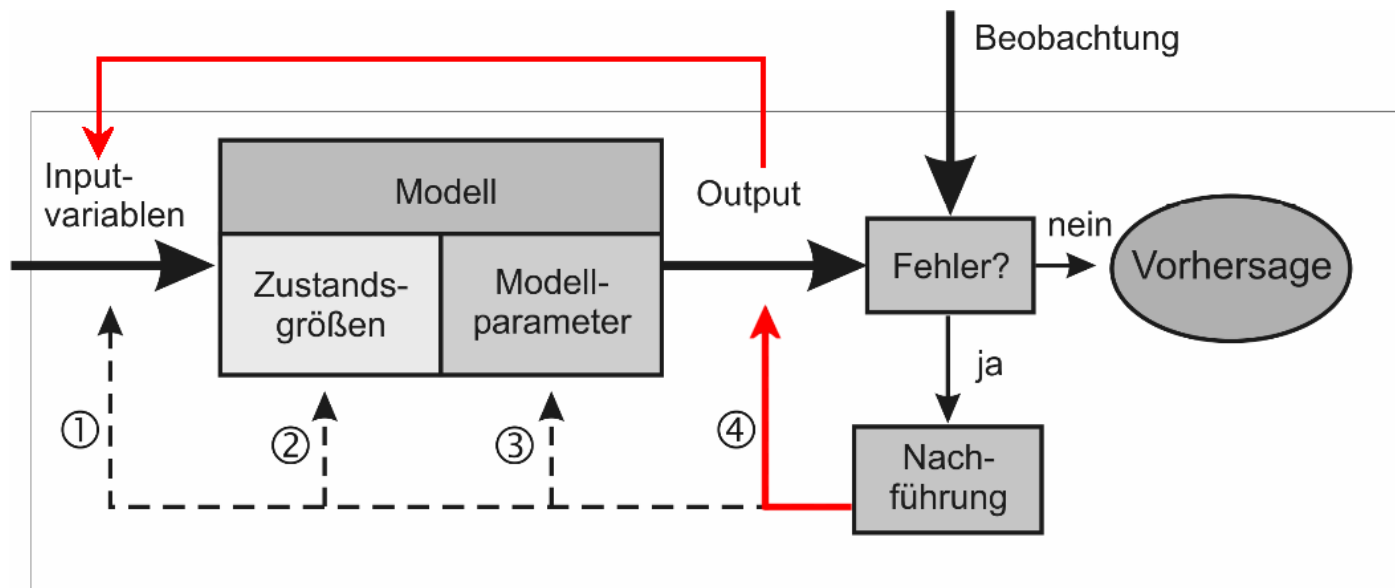 Beobachtung
Input-
variablen
Modell
Zustands-
größen
Modell-
parameter
Output
Fehler?
nein
Vorhersage
ja
①
②
③
④
Nach-
führung